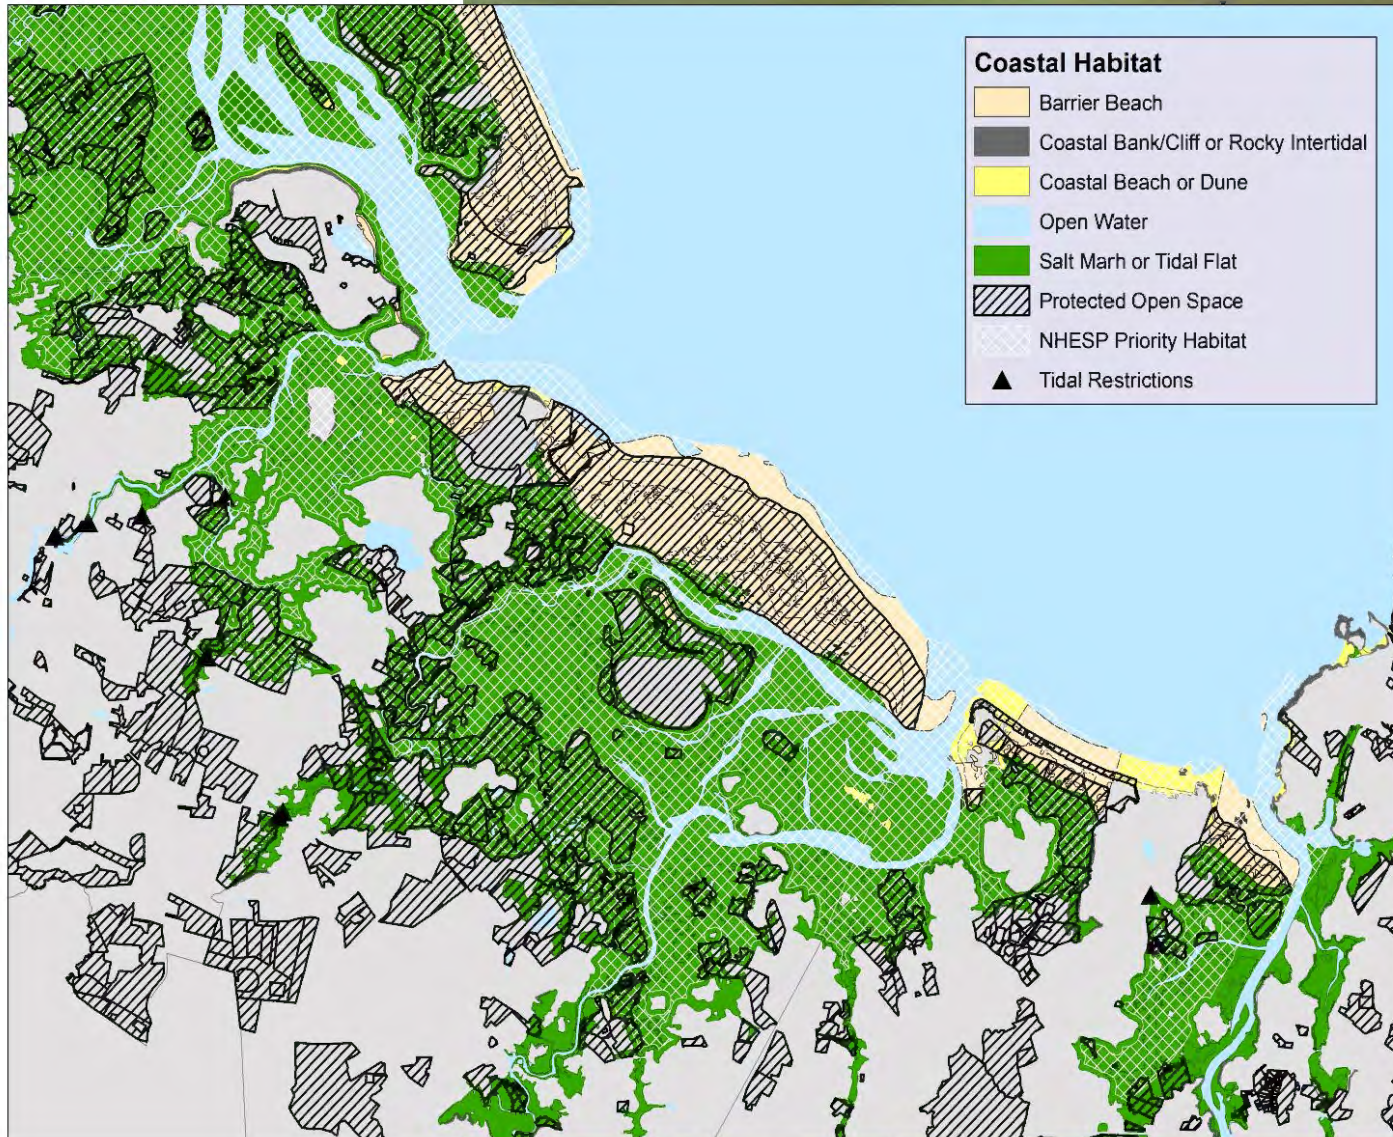 Coastal Habitat
Barrier Beach
Coastal Bank/Cliff or Rocky Intertidal
Coastal Beach or Dune
Open Water
Salt Marh or Tidal Flat
Protected Open Space
NHESP Priority Habitat
Tidal Restrictions